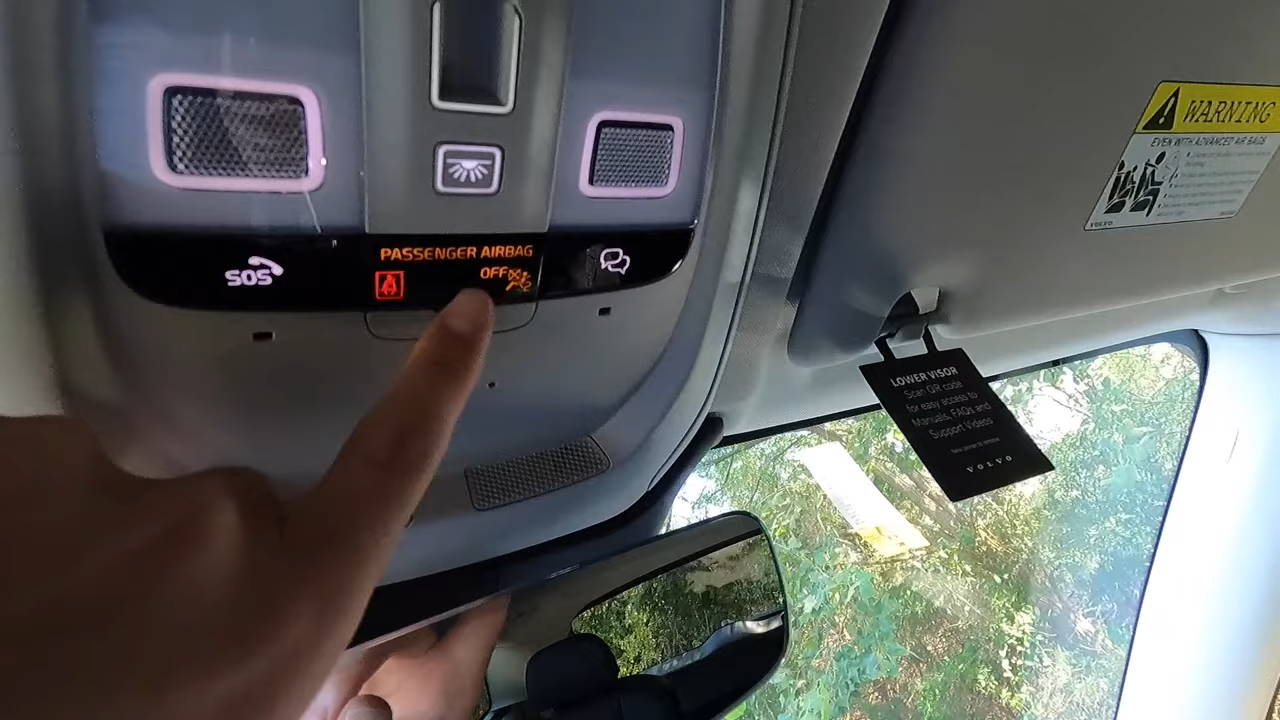 SOS
PASSENGER AIRBAG
OFF
WARNING
EVEN WITH ADVANCED AIR BAGS
VOLVO
LOWER VISOR
Scan QR code
for easy access to
Manuals, FAQs and
Support Videos
VOLVO